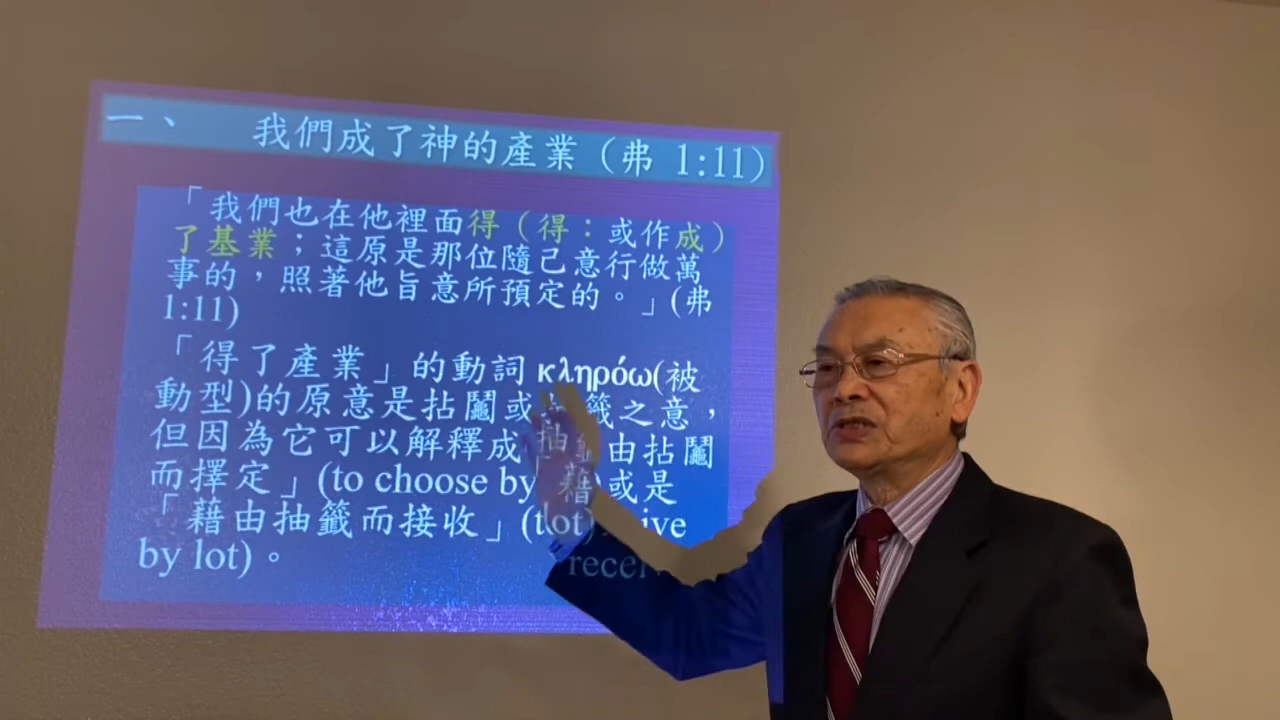 一、 我們成了神的產業（弗 1:11）
「我們也在他裡面得（得：或作成）
了基業；這原是那位隨己意行做萬
事的，照著他旨意所預定的。」(弗
1:11)
「得了產業」的動詞 κληρόω(被
動型)的原意是拈鬮或抽籤之意，
但因為它可以解釋成「藉由拈鬮
而擇定」(to choose by lot)或是
「藉由抽籤而接收」(to receive
by lot)。